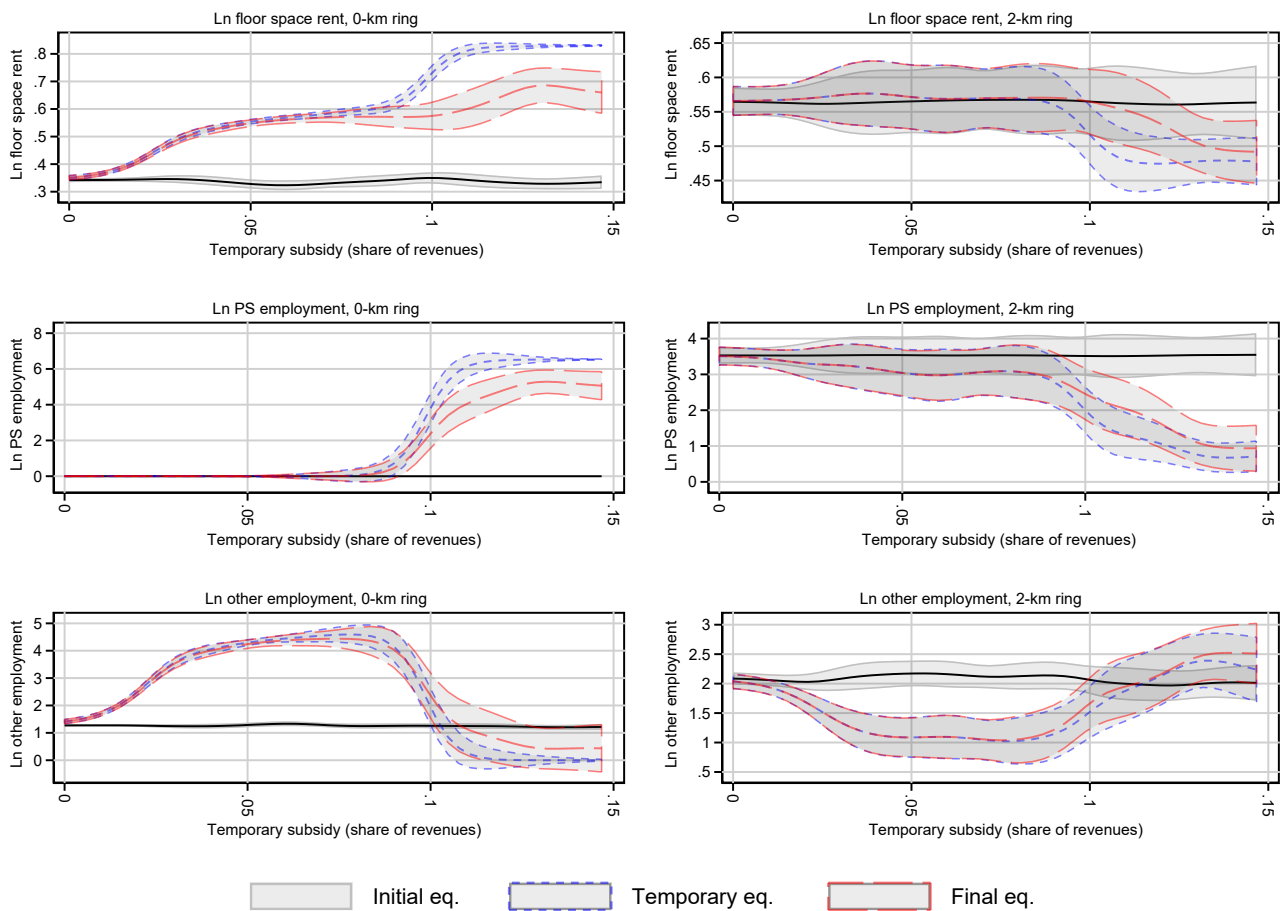 Ln floor space rent, 0-km ring
Ln floor space rent
.8
.7
.6
.5
.4
.3
0
.05
.1
.15
Temporary subsidy (share of revenues)
Ln floor space rent, 2-km ring
Ln floor space rent
.65
.6
.55
.5
.45
0
.05
.1
.15
Temporary subsidy (share of revenues)
Ln PS employment, 0-km ring
Ln PS employment
8
6
4
2
0
0
.05
.1
.15
Temporary subsidy (share of revenues)
Ln PS employment, 2-km ring
Ln PS employment
4
3
2
1
0
0
.05
.1
.15
Temporary subsidy (share of revenues)
Ln other employment, 0-km ring
Ln other employment
5
4
3
2
1
0
0
.05
.1
.15
Temporary subsidy (share of revenues)
Ln other employment, 2-km ring
Ln other employment
3
2.5
2
1.5
1
.5
0
.05
.1
.15
Temporary subsidy (share of revenues)
Initial eq.
Temporary eq.
Final eq.